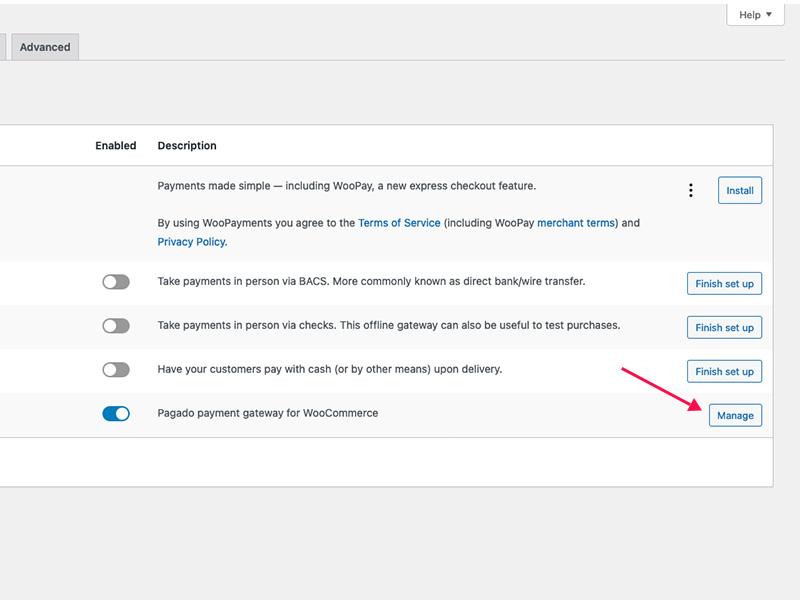 Help ▼
Advanced
Enabled Description
Payments made simple — including WooPay, a new express checkout feature.
Install
By using WooPayments you agree to the Terms of Service (including WooPay merchant terms) and
Privacy Policy.
Take payments in person via BACS. More commonly known as direct bank/wire transfer.
Finish set up
Take payments in person via checks. This offline gateway can also be useful to test purchases.
Finish set up
Have your customers pay with cash (or by other means) upon delivery.
Finish set up
Pagado payment gateway for WooCommerce
Manage